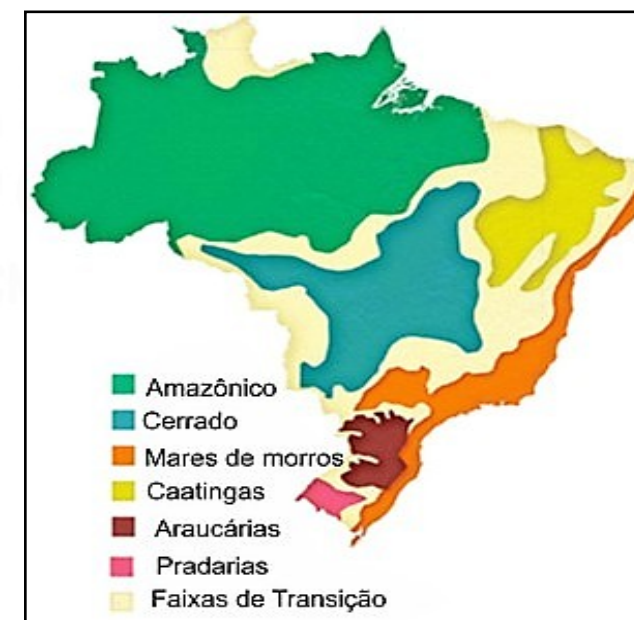 Amazônico
Cerrado
Mares de morros
Caatingas
Araucárias
Pradarias
Faixas de Transição